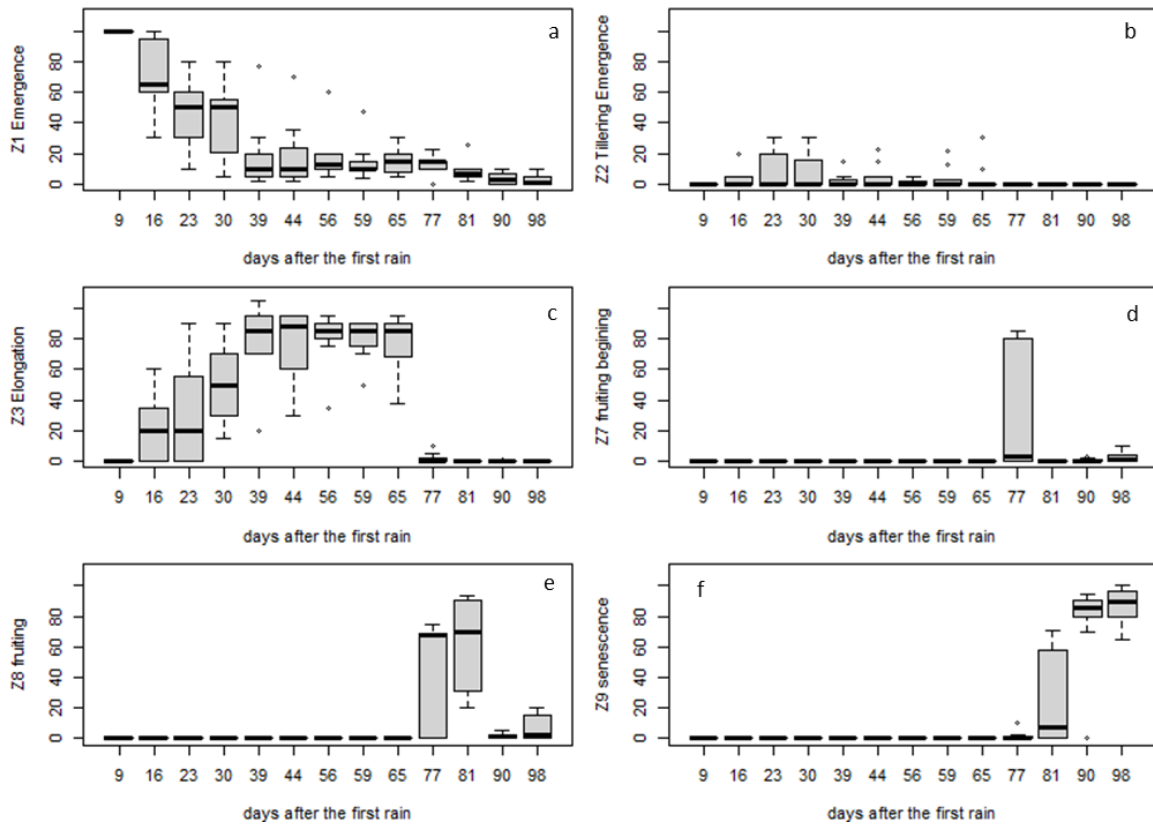 a
Z1 Emergence
0 20 40 60 80
9 16 23 30 39 44 56 59 65 77 81 90 98
days after the first rain
b
Z2 Tillering Emergence
0 20 40 60 80
9 16 23 30 39 44 56 59 65 77 81 90 98
days after the first rain
c
Z3 Elongation
0 20 40 60 80
9 16 23 30 39 44 56 59 65 77 81 90 98
days after the first rain
d
Z7 fruiting begining
0 20 40 60 80
9 16 23 30 39 44 56 59 65 77 81 90 98
days after the first rain
e
Z8 fruiting
0 20 40 60 80
9 16 23 30 39 44 56 59 65 77 81 90 98
days after the first rain
f
Z9 senescence
0 20 40 60 80
9 16 23 30 39 44 56 59 65 77 81 90 98
days after the first rain